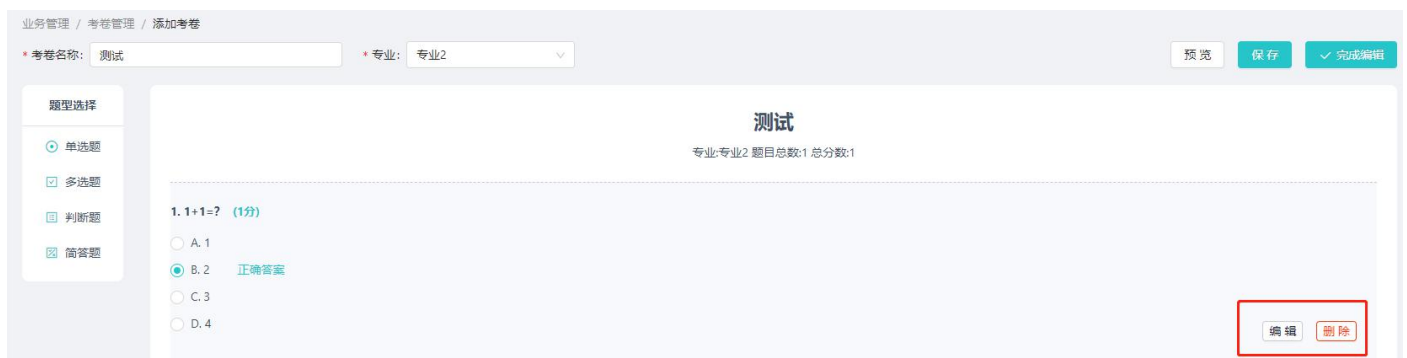 业务管理 / 考卷管理 / 添加考卷
* 考卷名称: 测试 * 专业: 专业2 预 览 保 存 ✓ 完成编辑
题型选择
单选题
多选题
判断题
简答题
测试
专业:专业2 题目总数:1 总分数:1
1. 1+1=? (1分)
A. 1
B. 2 正确答案
C. 3
D. 4
编 辑 删 除